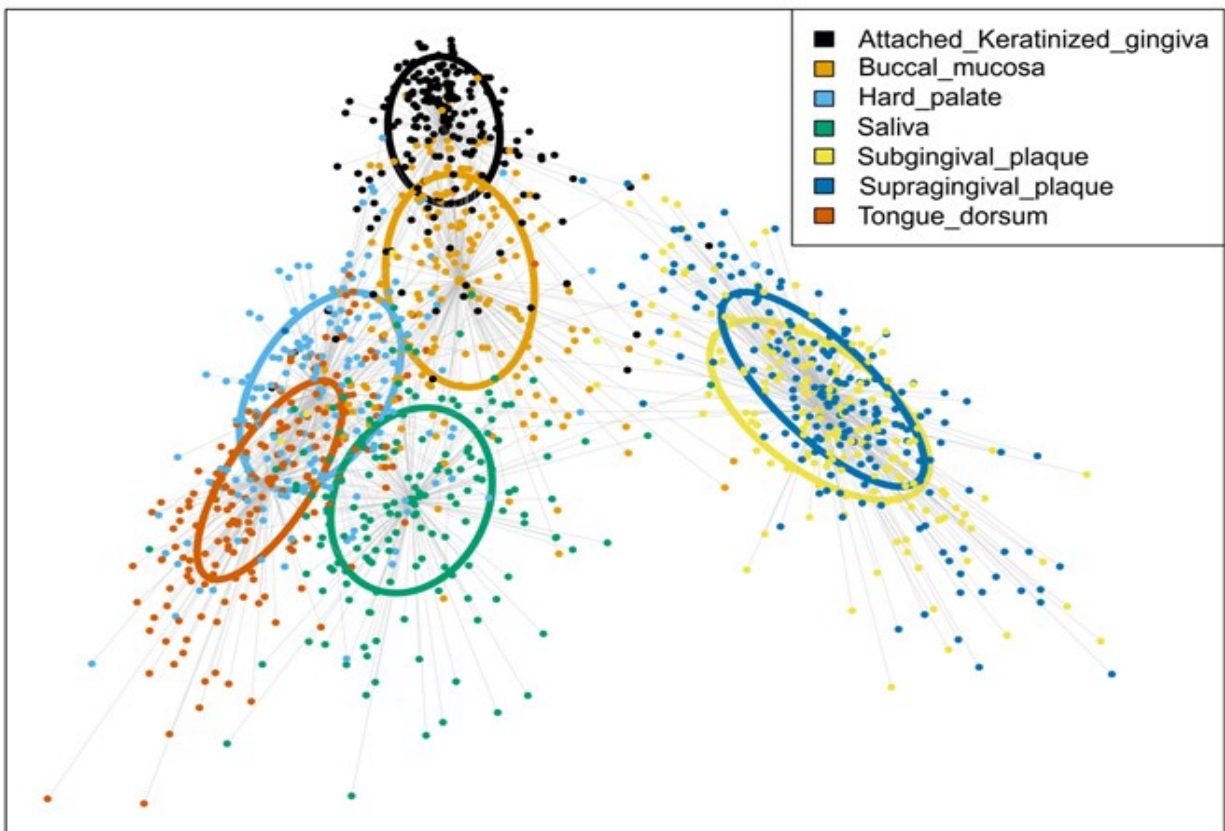 Attached_Keratinized_gingiva
Buccal_mucosa
Hard_palate
Saliva
Subgingival_plaque
Supragingival_plaque
Tongue_dorsum